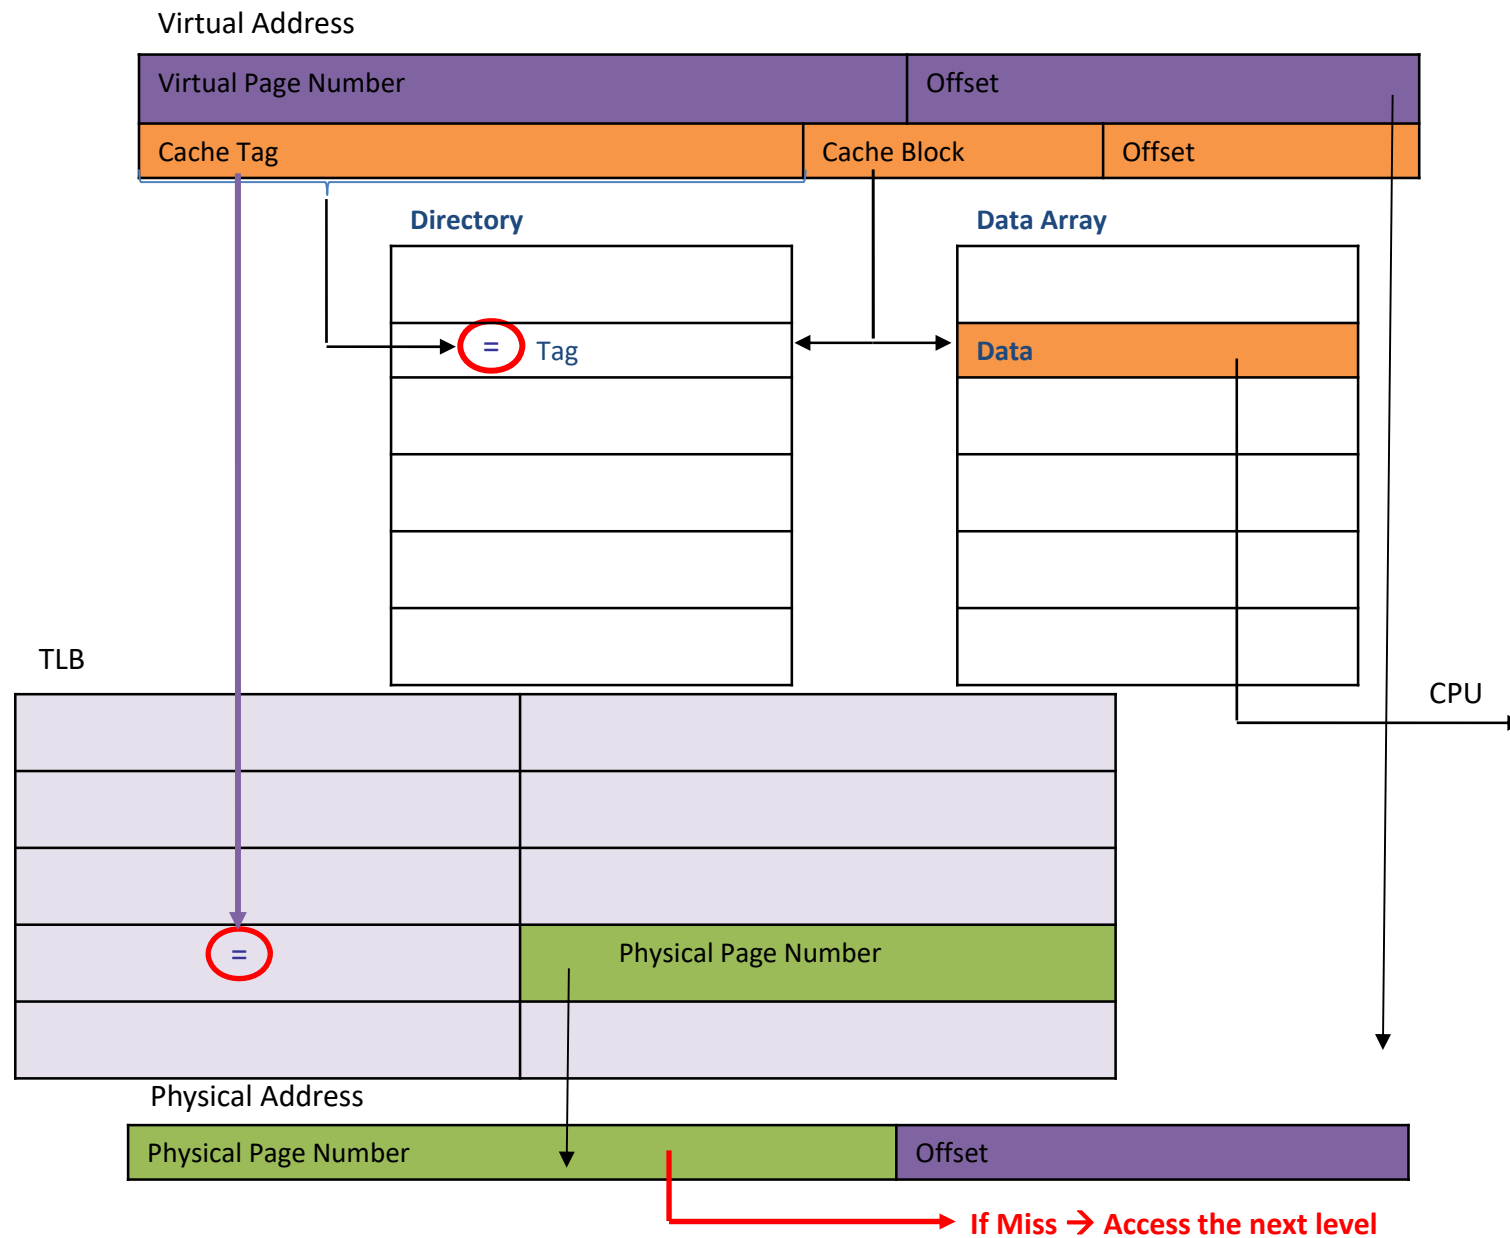 Virtual Address
Virtual Page Number Offset
Cache Tag Cache Block Offset
Directory Data Array
= Tag
Data
TLB
CPU
= Physical Page Number
Physical Address
Physical Page Number Offset
If Miss → Access the next level